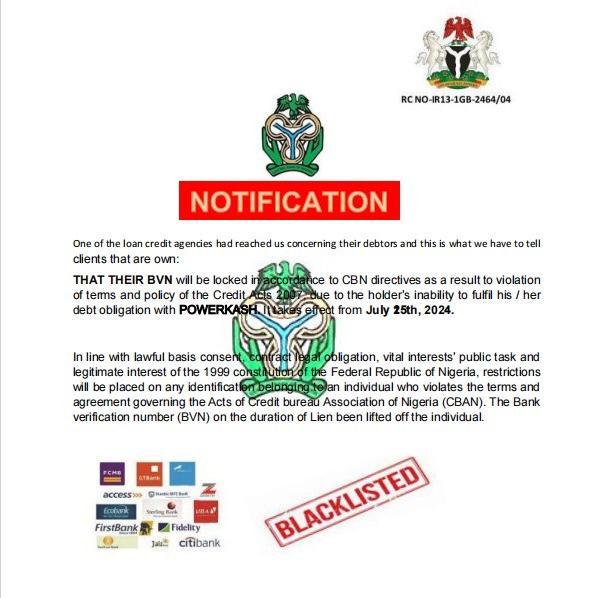 RC NO-IR13-1GB-2464/04
NOTIFICATION
One of the loan credit agencies had reached us concerning their debtors and this is what we have to tell
clients that are own:
THAT THEIR BVN will be locked in accordance to CBN directives as a result to violation
of terms and policy of the Credit Acts 2007, due to the holder's inability to fulfil his / her
debt obligation with POWERKASH. It takes effect from July 25th, 2024.
In line with lawful basis consent, contract legal obligation, vital interests' public task and
legitimate interest of the 1999 constitution of the Federal Republic of Nigeria, restrictions
will be placed on any identification belonging to an individual who violates the terms and
agreement governing the Acts of Credit bureau Association of Nigeria (CBAN). The Bank
verification number (BVN) on the duration of Lien been lifted off the individual.
FCMB
GTBank
access>>>
Stanbic IBTC Bank
Ecobank
Sterling Bank
UBA
FirstBank
Fidelity
Jaiz
citibank
BLACKLISTED